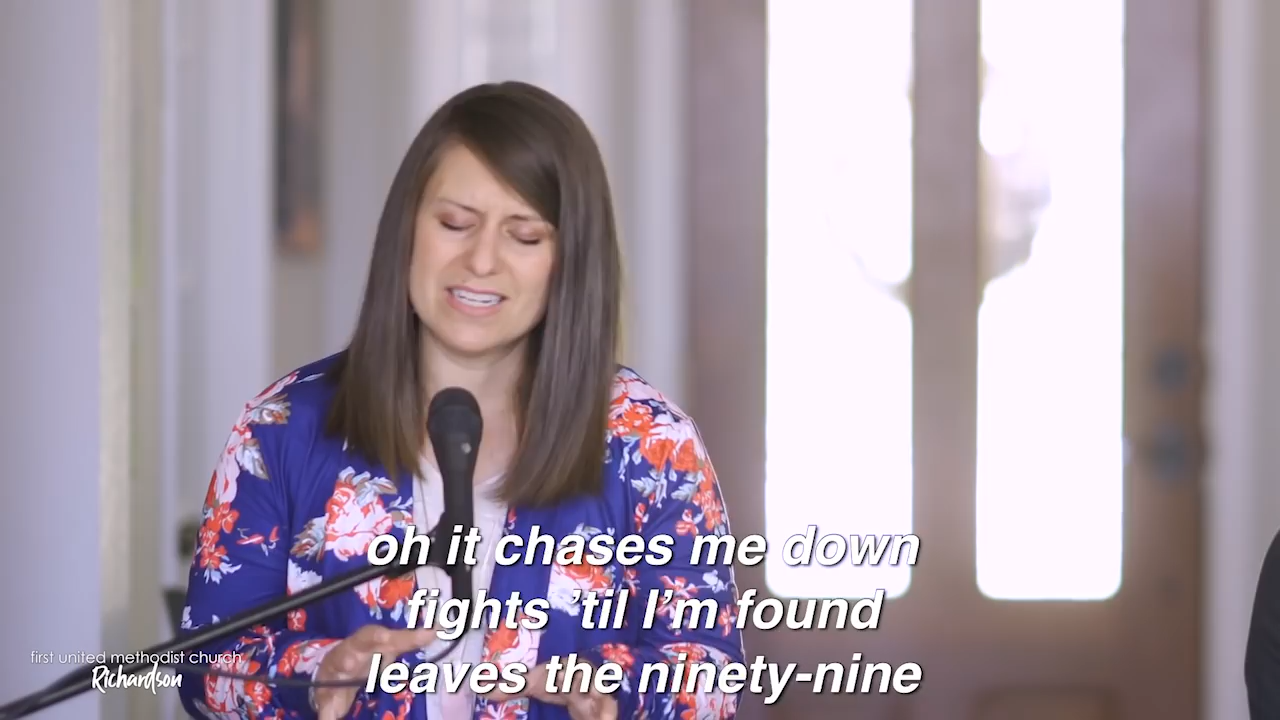 oh it chases me down
fights ’til I’m found
leaves the ninety-nine
first united methodist church
Richardson